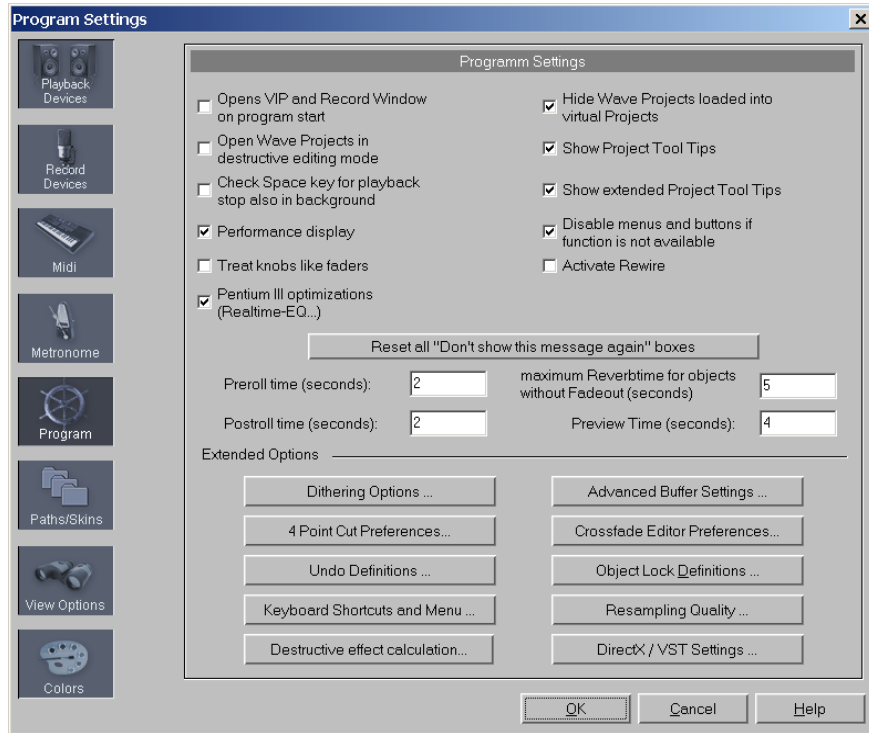 Program Settings
Playback
Devices
Record
Devices
Midi
Metronome
Program
Paths/Skins
View Options
Colors
Programm Settings
Opens VIP and Record Window
on program start
Open Wave Projects in
destructive editing mode
Check Space key for playback
stop also in background
Performance display
Treat knobs like faders
Pentium III optimizations
(Realtime-EQ...)
Hide Wave Projects loaded into
virtual Projects
Show Project Tool Tips
Show extended Project Tool Tips
Disable menus and buttons if
function is not available
Activate Rewire
Reset all "Don't show this message again" boxes
Preroll time (seconds): 2
maximum Reverbtime for objects
without Fadeout (seconds) 5
Postroll time (seconds): 2
Preview Time (seconds): 4
Extended Options
Dithering Options ...
Advanced Buffer Settings ...
4 Point Cut Preferences...
Crossfade Editor Preferences...
Undo Definitions ...
Object Lock Definitions ...
Keyboard Shortcuts and Menu ...
Resampling Quality ...
Destructive effect calculation...
DirectX / VST Settings ...
OK
Cancel
Help